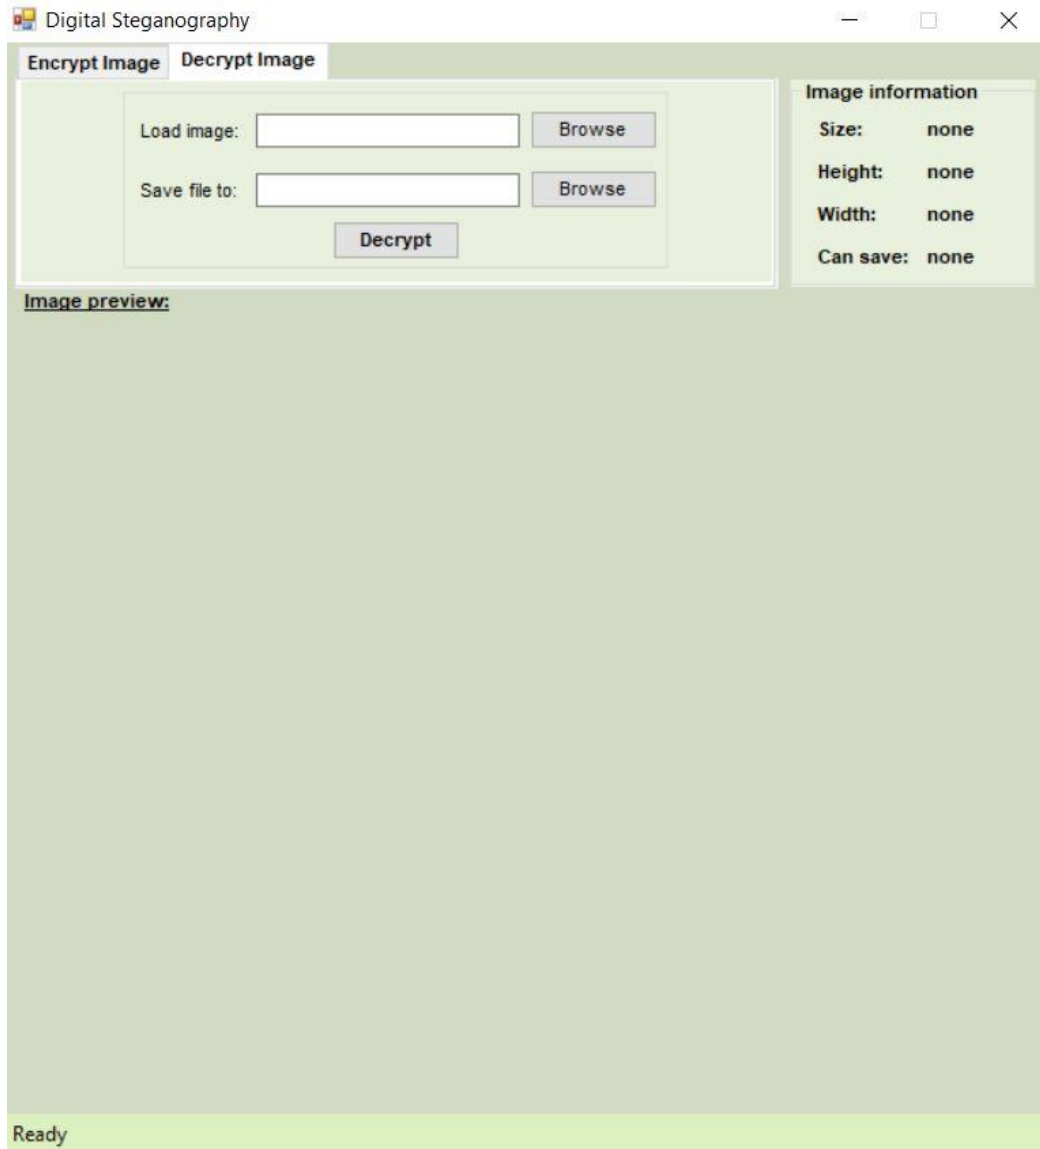 Digital Steganography
Encrypt Image Decrypt Image
Load image: Browse
Save file to: Browse
Decrypt
Image information
Size: none
Height: none
Width: none
Can save: none
Image preview:
Ready